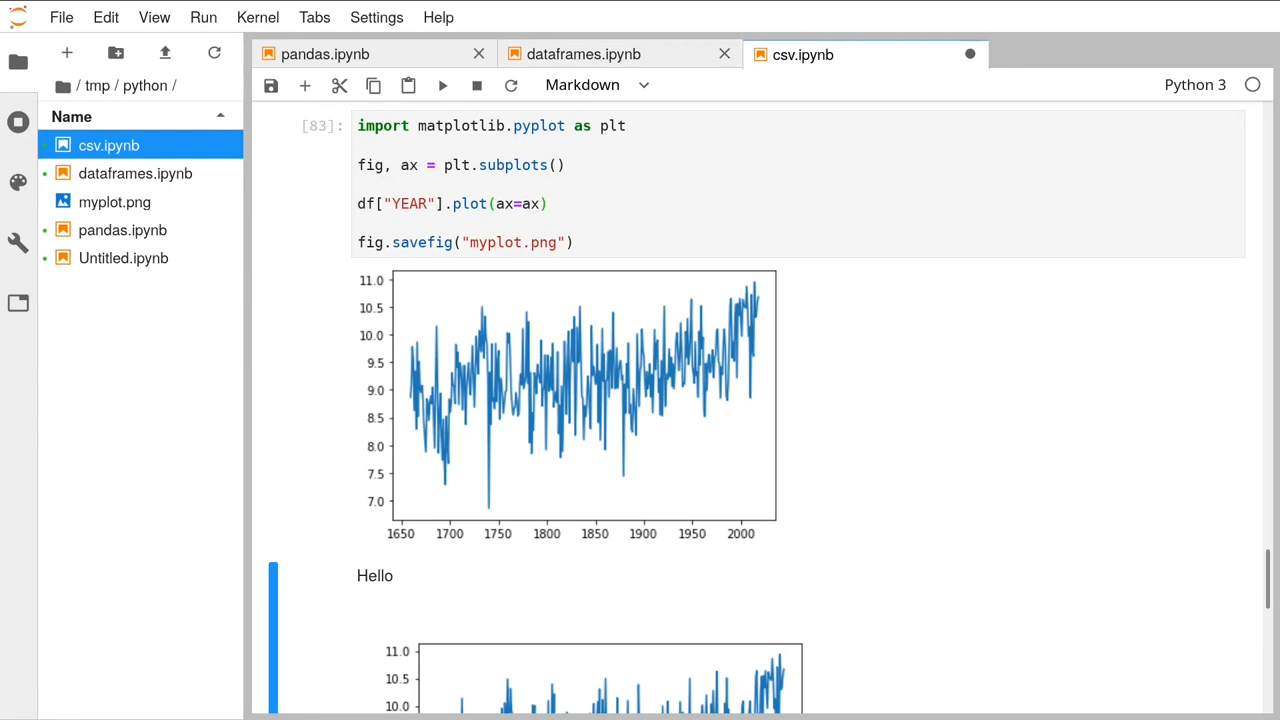 File Edit View Run Kernel Tabs Settings Help
pandas.ipynb dataframes.ipynb csv.ipynb
/ tmp / python /
Markdown Python 3
Name
csv.ipynb
dataframes.ipynb
myplot.png
pandas.ipynb
Untitled.ipynb
[83]: import matplotlib.pyplot as plt
fig, ax = plt.subplots()
df["YEAR"].plot(ax=ax)
fig.savefig("myplot.png")
11.0
10.5
10.0
9.5
9.0
8.5
8.0
7.5
7.0
1650 1700 1750 1800 1850 1900 1950 2000
Hello
11.0
10.5
10.0